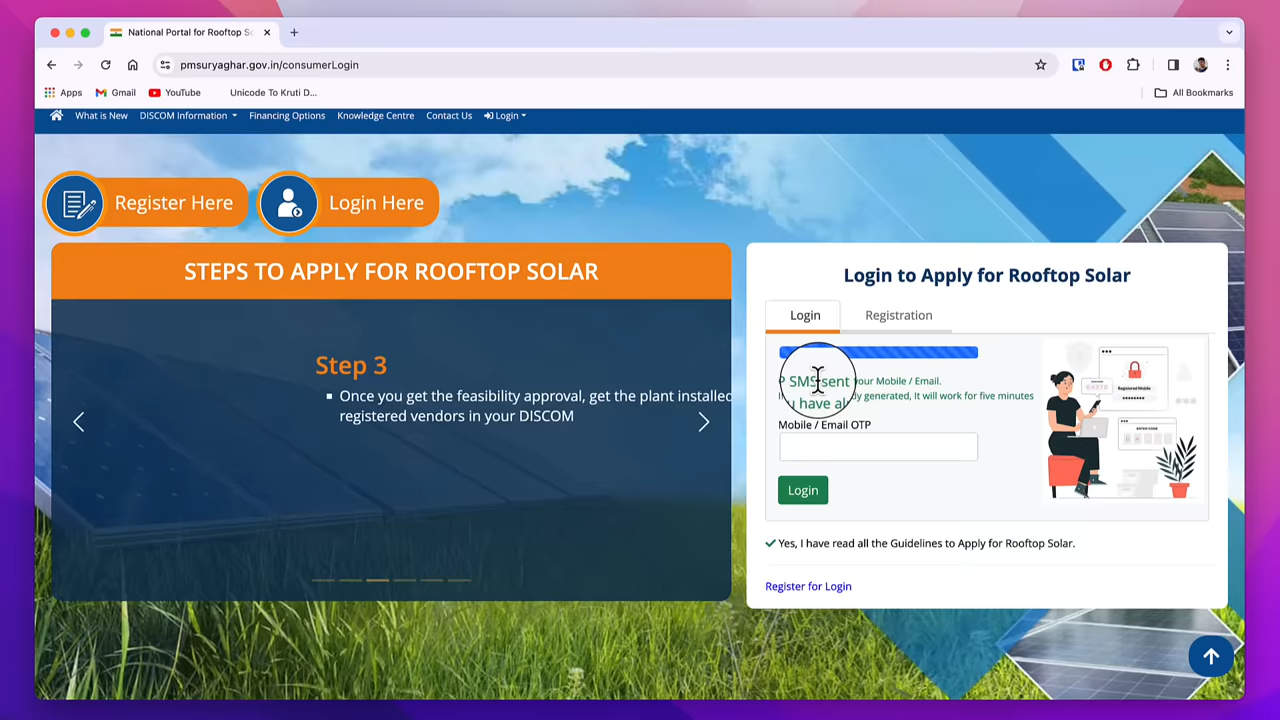 National Portal for Rooftop S
pmsuryaghar.gov.in/consumerLogin
Apps
Gmail
YouTube
Unicode To Kruti D...
All Bookmarks
What is New
DISCOM Information
Financing Options
Knowledge Centre
Contact Us
Login
Register Here
Login Here
STEPS TO APPLY FOR ROOFTOP SOLAR
Step 3
Once you get the feasibility approval, get the plant installed
registered vendors in your DISCOM
Login to Apply for Rooftop Solar
Login
Registration
P SMS sent your Mobile / Email.
u have al y generated, It will work for five minutes
Mobile / Email OTP
Login
Yes, I have read all the Guidelines to Apply for Rooftop Solar.
Register for Login